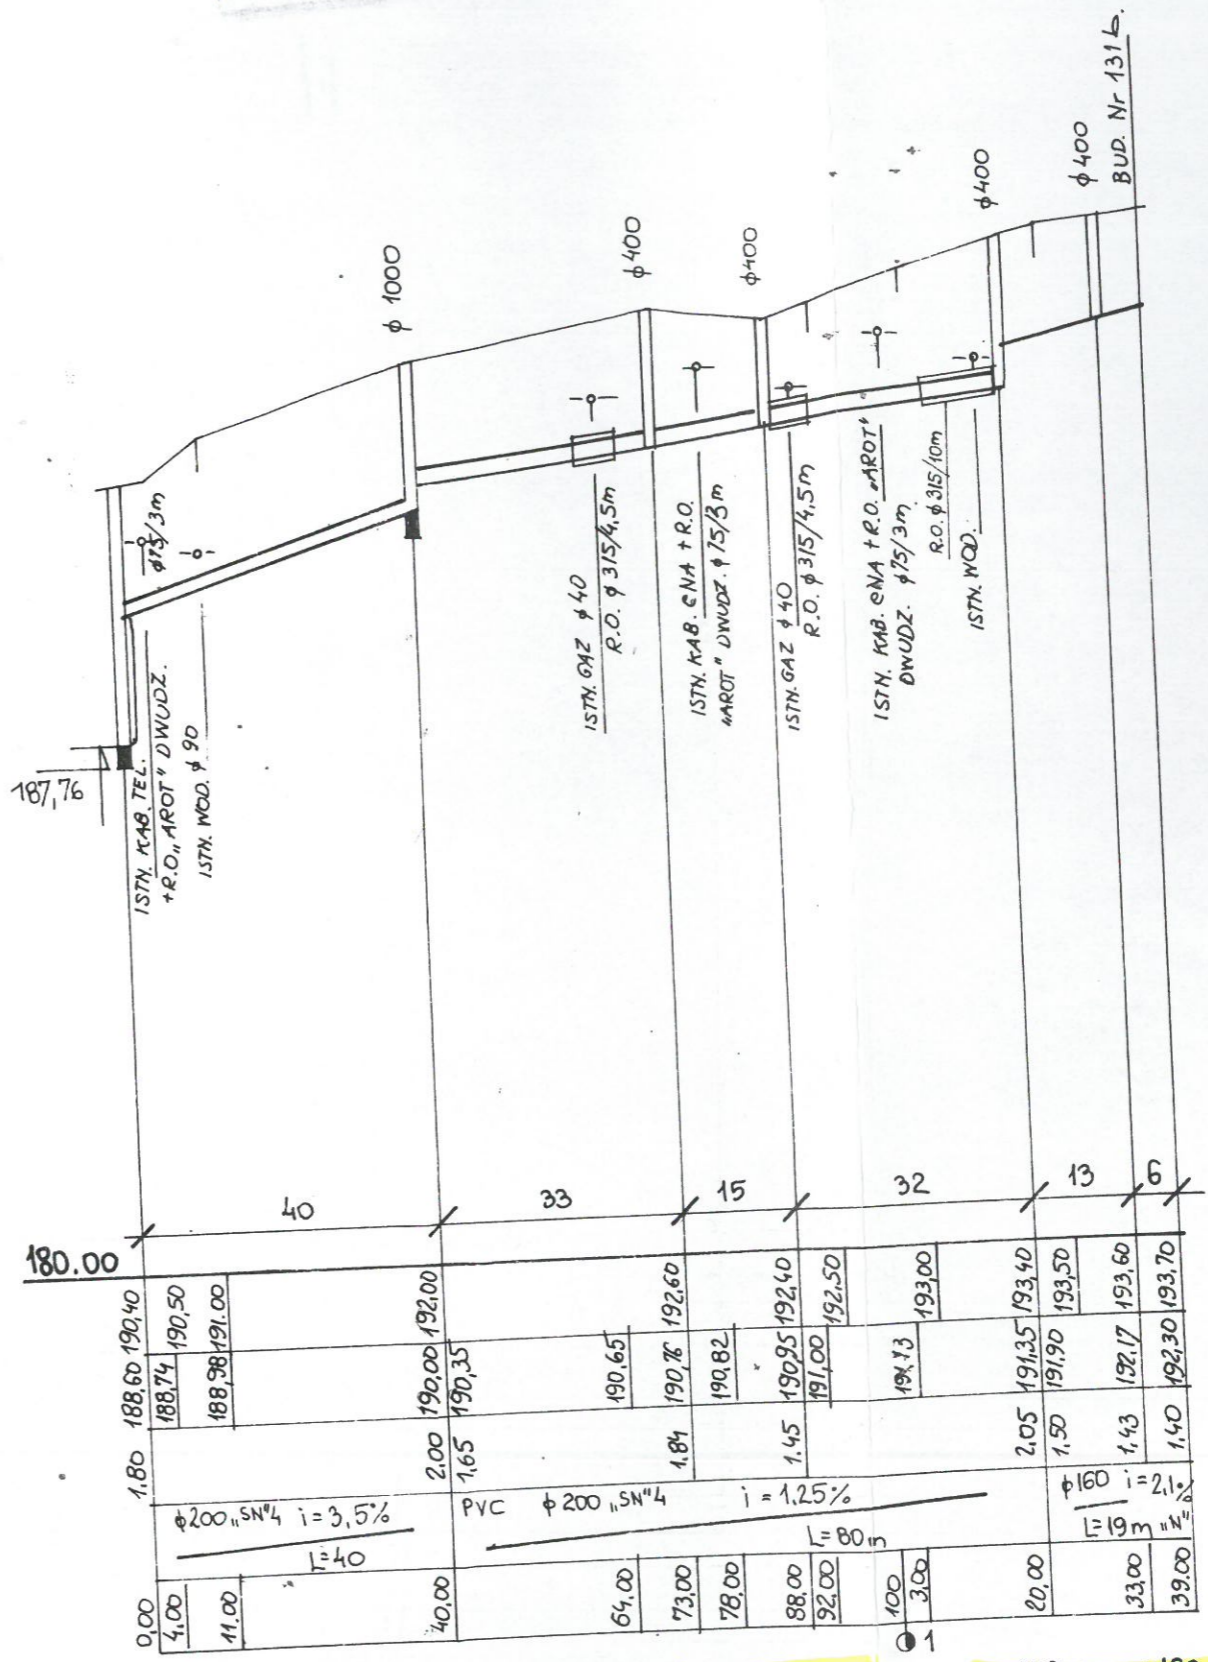 BUD. Nr 131 b.
ϕ400
ϕ400
ϕ400
ϕ400
ϕ 1000
ϕ75/3m
187,76
ISTN. KAB. TEL.
+R.O. „AROT" DWUDZ.
ISTN. WOD. ϕ 90
ISTN. GAZ ϕ 40
R.O. ϕ 315/4,5m
ISTN. KAB. eNA + R.O.
„AROT" DWUDZ. ϕ 75/3m
ISTN. GAZ ϕ 40
R.O. ϕ 315/4,5m
ISTN. KAB. eNA + R.O. „AROT"
DWUDZ. ϕ75/3m
R.O. ϕ 315/10m
ISTN. WOD.
40 33 15 32 13 6
180.00
190,40 190,50 191.00 192,00 192,60 192,40 192,50 193,00 193,40 193,50 193,60 193,70
188,60 188,74 188,98 190,00 190,35 190,65 190,76 190,82 190,95 191,00 191,35 191,90 192,17 192,30
1.80 2.00 1,65 1.84 1.45 2.05 1.50 1,43 1,40
ϕ200 „SN"4 i = 3,5%
L=40
PVC ϕ 200 „SN"4 i = 1,25%
L=80m
ϕ160 i=2,1%
L=19m „N"
0,00 4,00 11.00 40,00 64,00 73,00 78,00 88,00 92,00 100 3,00 20,00 33,00 39.00
1